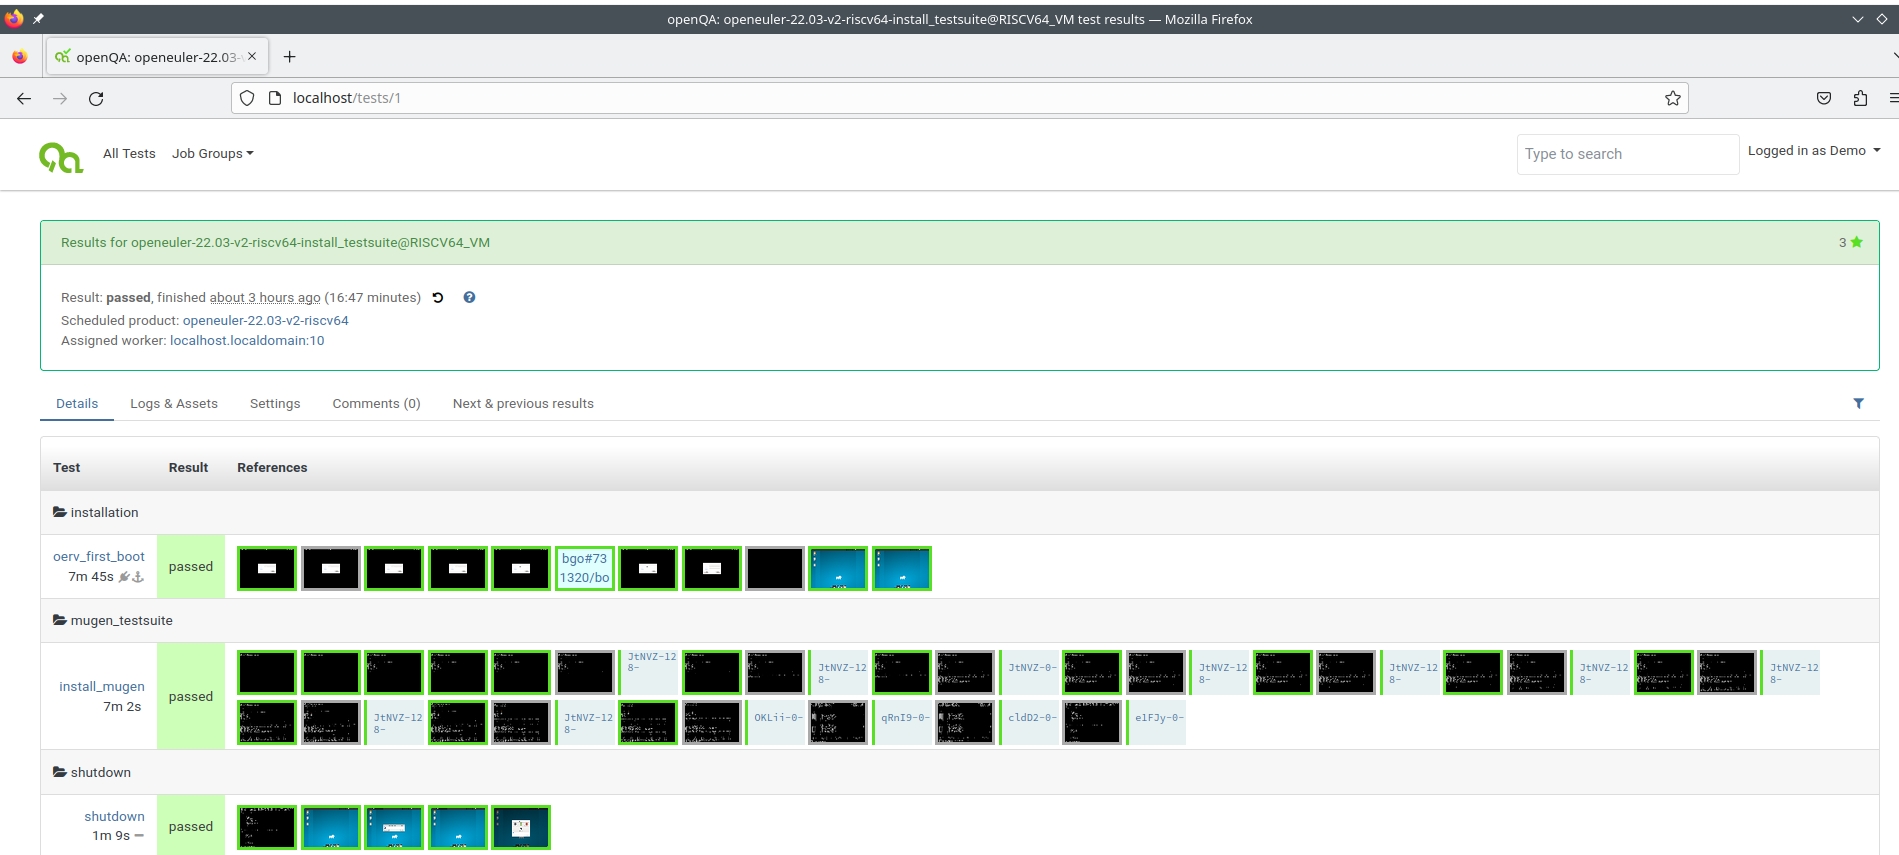 openQA: openeuler-22.03-v2-riscv64-install_testsuite@RISCV64_VM test results — Mozilla Firefox
openQA: openeuler-22.03-
localhost/tests/1
All Tests
Job Groups
Type to search
Logged in as Demo
Results for openeuler-22.03-v2-riscv64-install_testsuite@RISCV64_VM
3
Result: passed, finished about 3 hours ago (16:47 minutes)
Scheduled product: openeuler-22.03-v2-riscv64
Assigned worker: localhost.localdomain:10
Details
Logs & Assets
Settings
Comments (0)
Next & previous results
Test
Result
References
installation
oerv_first_boot
7m 45s
passed
bgo#73
1320/bo
mugen_testsuite
install_mugen
7m 2s
passed
JtNVZ-12
8-
JtNVZ-12
8-
JtNVZ-0-
JtNVZ-12
8-
JtNVZ-12
8-
JtNVZ-12
8-
JtNVZ-12
8-
JtNVZ-12
8-
JtNVZ-12
8-
OKLii-0-
qRnI9-0-
cldD2-0-
e1FJy-0-
shutdown
shutdown
1m 9s
passed